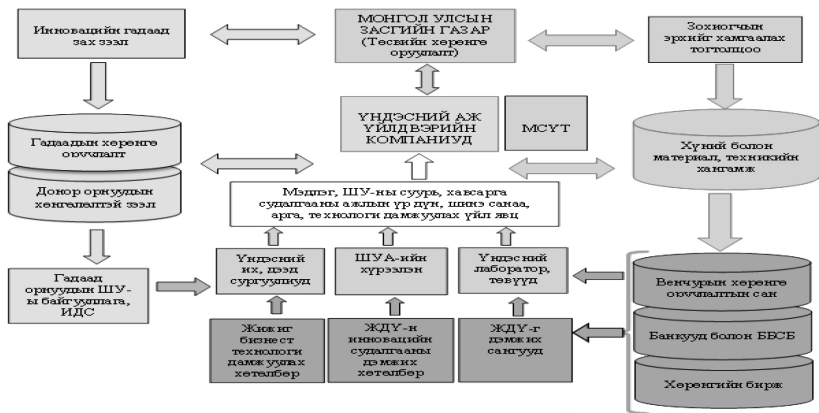 Инновацийн гадаад
зах зээл
МОНГОЛ УЛСЫН
ЗАСГИЙН ГАЗАР
(Төсвийн хөрөнгө
оруулалт)
Зохиогчын
эрхийг хамгаалах
тогтолцоо
Гадаадын хөрөнгө
оруулалт
Донор орнуудын
хөнгөлөлттэй зээл
ҮНДЭСНИЙ АЖ
ҮЙЛДВЭРИЙН
КОМПАНИУД
МСҮТ
Хүний болон
материал, техникийн
хангамж
Мэдлэг, ШУ-ны суурь, хавсарга
судалгааны ажлын үр дүн, шинэ санаа,
арга, технологи дамжуулах үйл явц
Гадаад
орнуудын ШУ-
ы байгууллага,
ИДС
Үндэсний
их, дээд
сургуулиуд
ШУА-ийн
хүрээлэн
Үндэсний
лаборатор,
төвүүд
Жижиг
бизнест
технологи
дамжуулах
хөтөлбөр
ЖДҮ-н
инновацийн
судалгааны
дэмжих
хөтөлбөр
ЖДҮ-г
дэмжих
сангууд
Венчурын хөрөнгө
оруулалтын сан
Банкууд болон ББСБ
Хөрөнгийн бирж